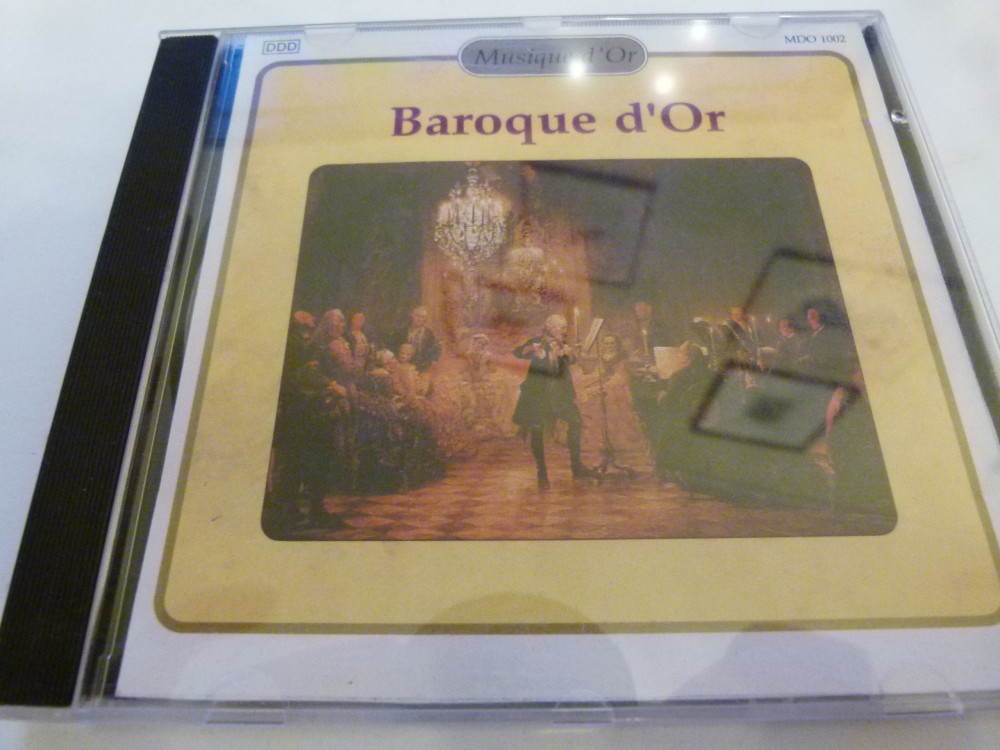 DDD
Musique d'Or
MDO 1002
Baroque d'Or